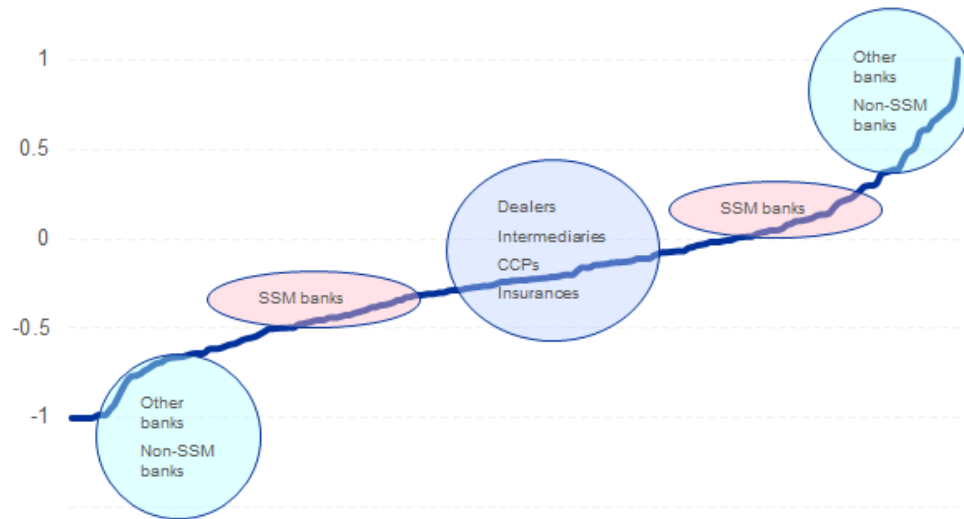 1
0.5
0
-0.5
-1
Other
banks
Non-SSM
banks
SSM banks
Dealers
Intermediaries
CCPs
Insurances
SSM banks
Other
banks
Non-SSM
banks